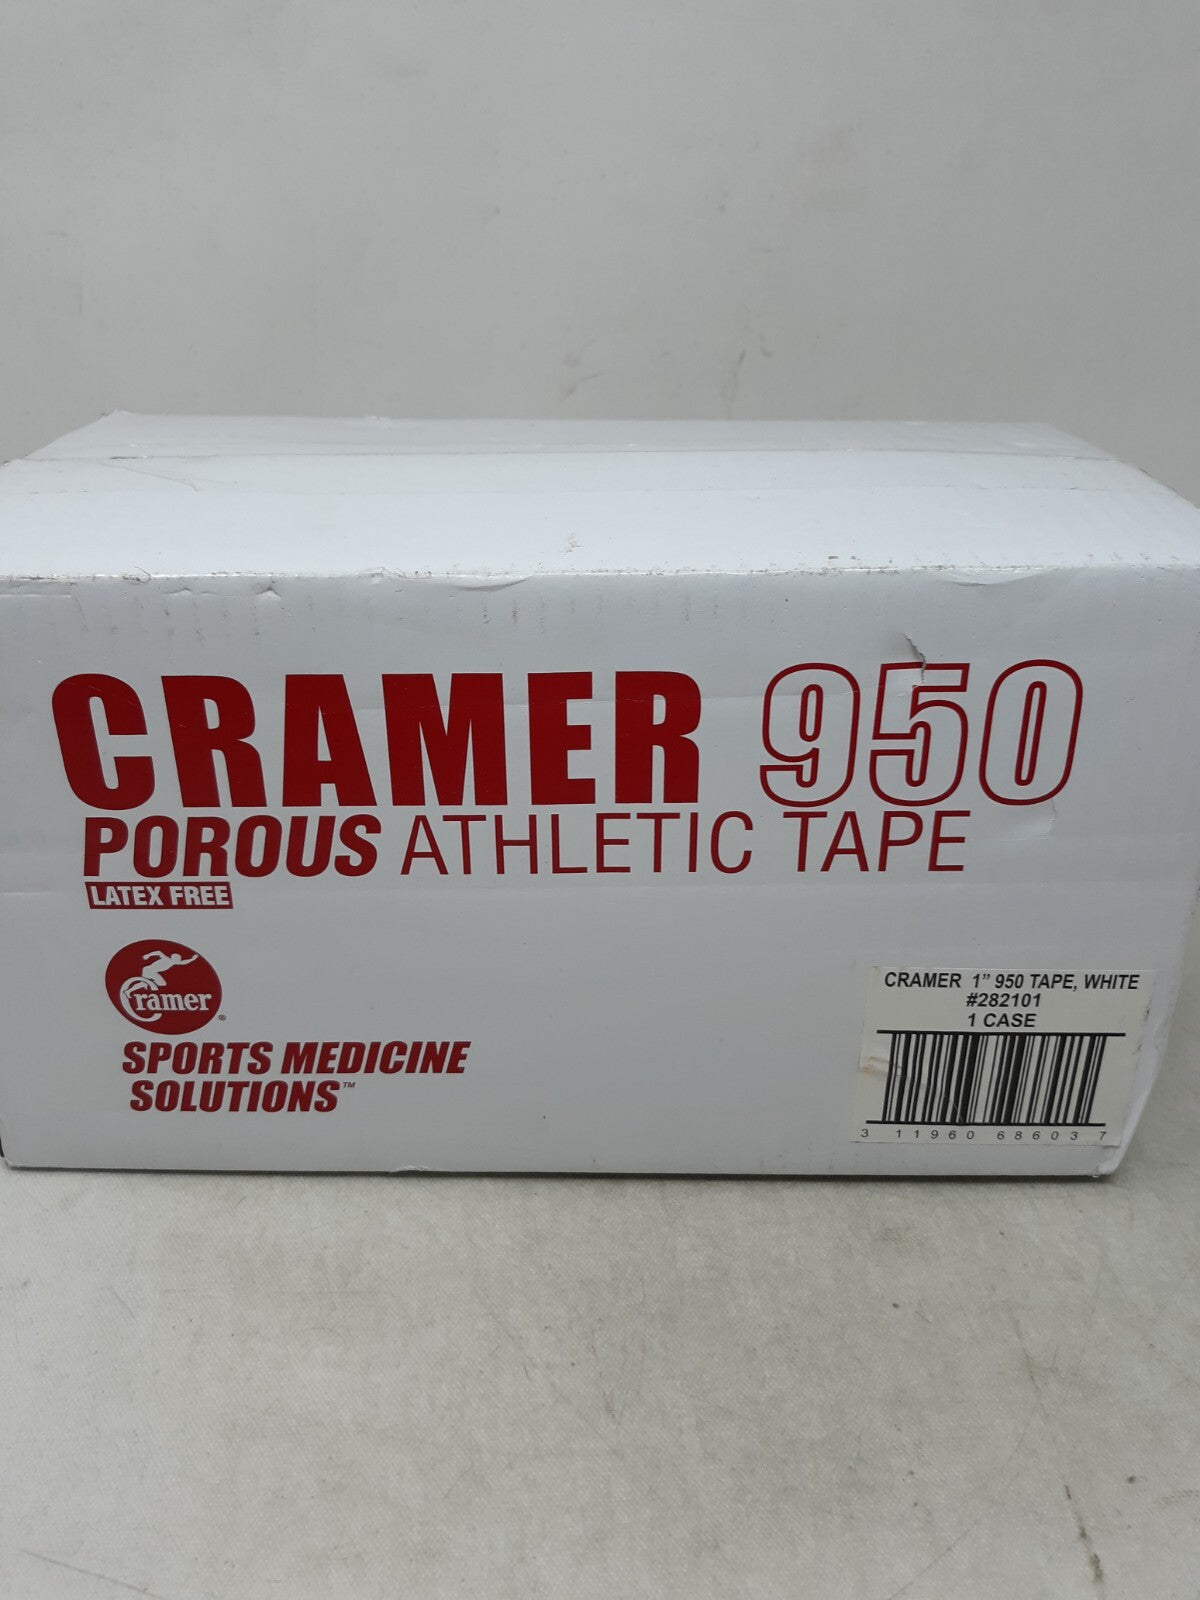 CRAMER 950
POROUS ATHLETIC TAPE
LATEX FREE
Cramer®
SPORTS MEDICINE
SOLUTIONS™
CRAMER 1” 950 TAPE, WHITE
#282101
1 CASE
3 11960 68603 7